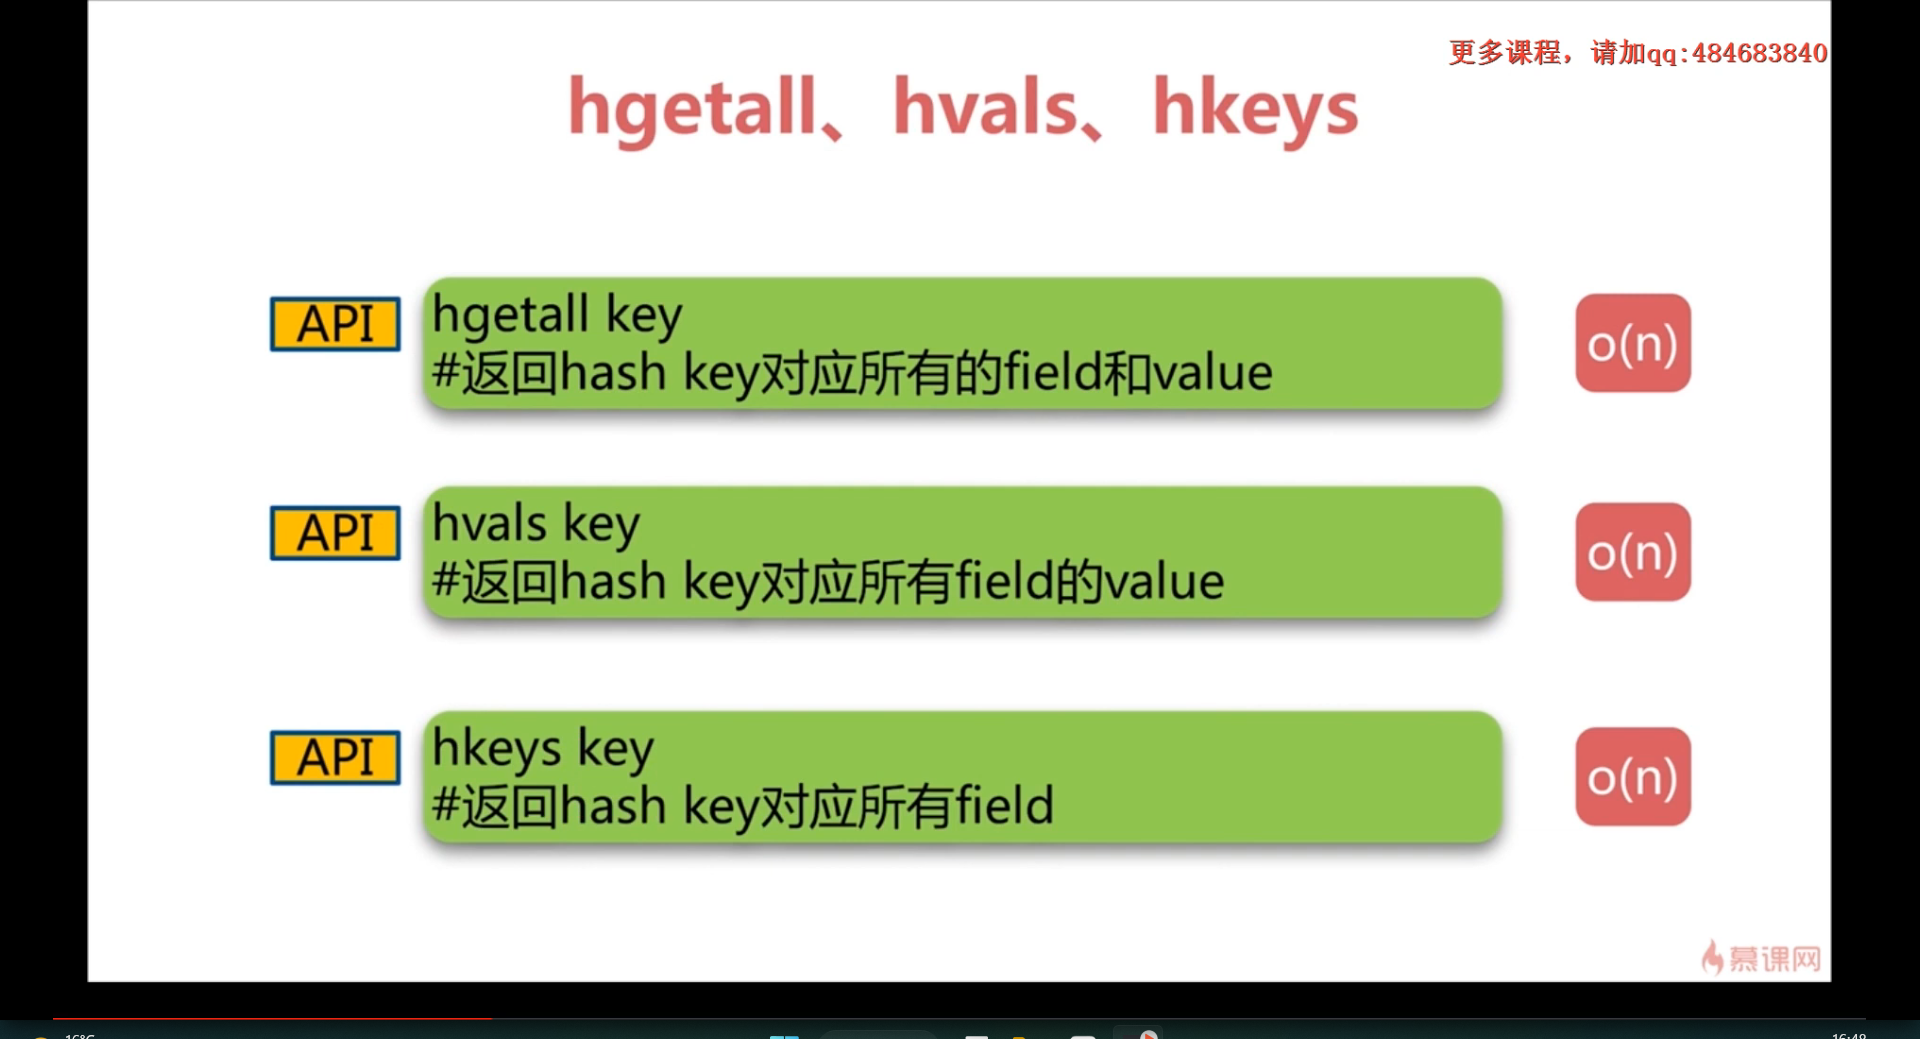 更多课程，请加qq:484683840
hgetall、hvals、hkeys
API
hgetall key
#返回hash key对应所有的field和value
o(n)
API
hvals key
#返回hash key对应所有field的value
o(n)
API
hkeys key
#返回hash key对应所有field
o(n)
慕课网